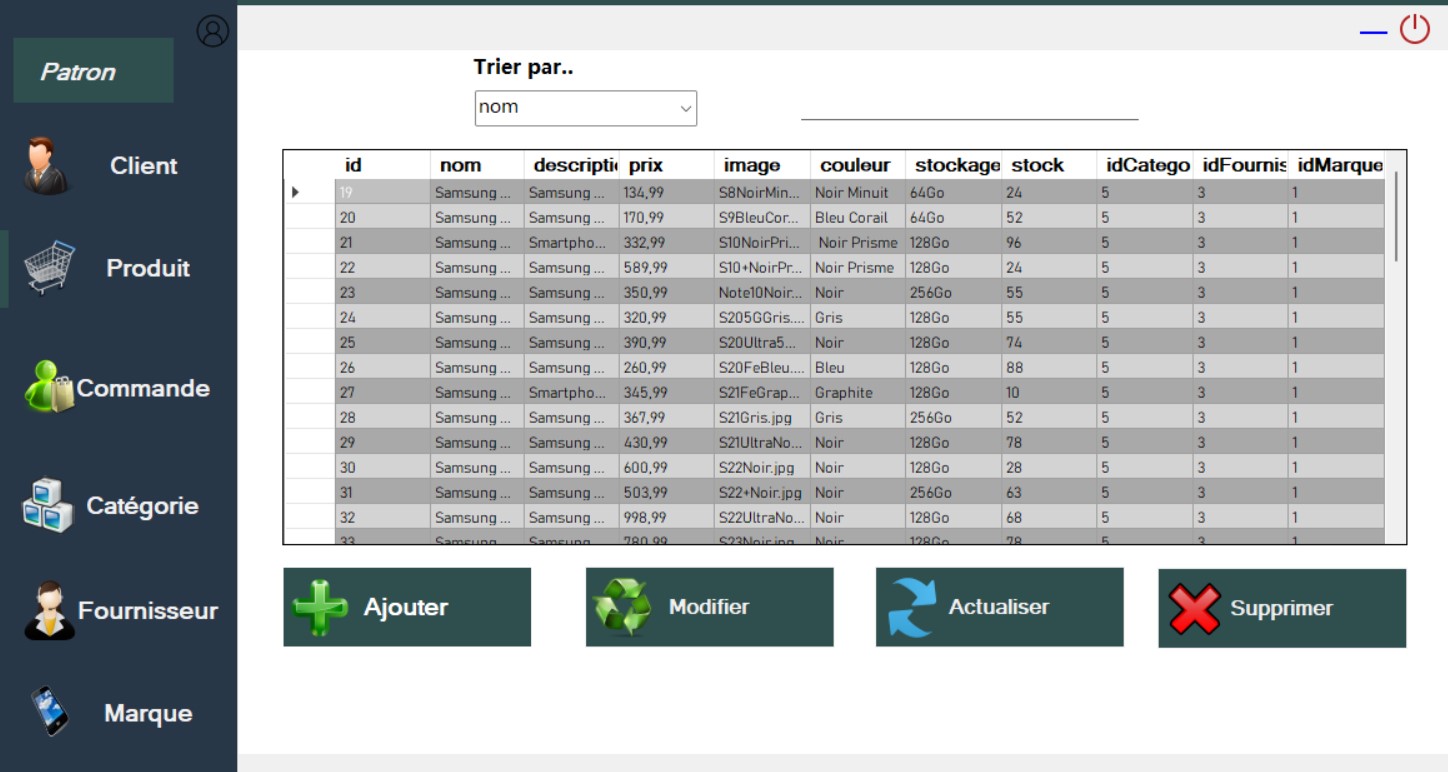 Patron
Client
Produit
Commande
Catégorie
Fournisseur
Marque
Trier par..
nom
id nom descriptic prix image couleur stockage stock idCatego idFournis idMarque
19 Samsung ... Samsung ... 134,99 S8NoirMin... Noir Minuit 64Go 24 5 3 1
20 Samsung ... Samsung ... 170,99 S9BleuCor... Bleu Corail 64Go 52 5 3 1
21 Samsung ... Smartpho... 332,99 S10NoirPri... Noir Prisme 128Go 96 5 3 1
22 Samsung ... Samsung ... 589,99 S10+NoirPr... Noir Prisme 128Go 24 5 3 1
23 Samsung ... Samsung ... 350,99 Note10Noir... Noir 256Go 55 5 3 1
24 Samsung ... Samsung ... 320,99 S205GGris.... Gris 128Go 55 5 3 1
25 Samsung ... Samsung ... 390,99 S20Ultra5... Noir 128Go 74 5 3 1
26 Samsung ... Samsung ... 260,99 S20FeBleu.... Bleu 128Go 88 5 3 1
27 Samsung ... Smartpho... 345,99 S21FeGrap... Graphite 128Go 10 5 3 1
28 Samsung ... Samsung ... 367,99 S21Gris.jpg Gris 256Go 52 5 3 1
29 Samsung ... Samsung ... 430,99 S21UltraNo... Noir 128Go 78 5 3 1
30 Samsung ... Samsung ... 600,99 S22Noir.jpg Noir 128Go 28 5 3 1
31 Samsung ... Samsung ... 503,99 S22+Noir.jpg Noir 256Go 63 5 3 1
32 Samsung ... Samsung ... 998,99 S22UltraNo... Noir 128Go 68 5 3 1
33 Samsung Samsung 780,99 S23Noir.jpg Noir 128Go 78 5 3 1
Ajouter
Modifier
Actualiser
Supprimer